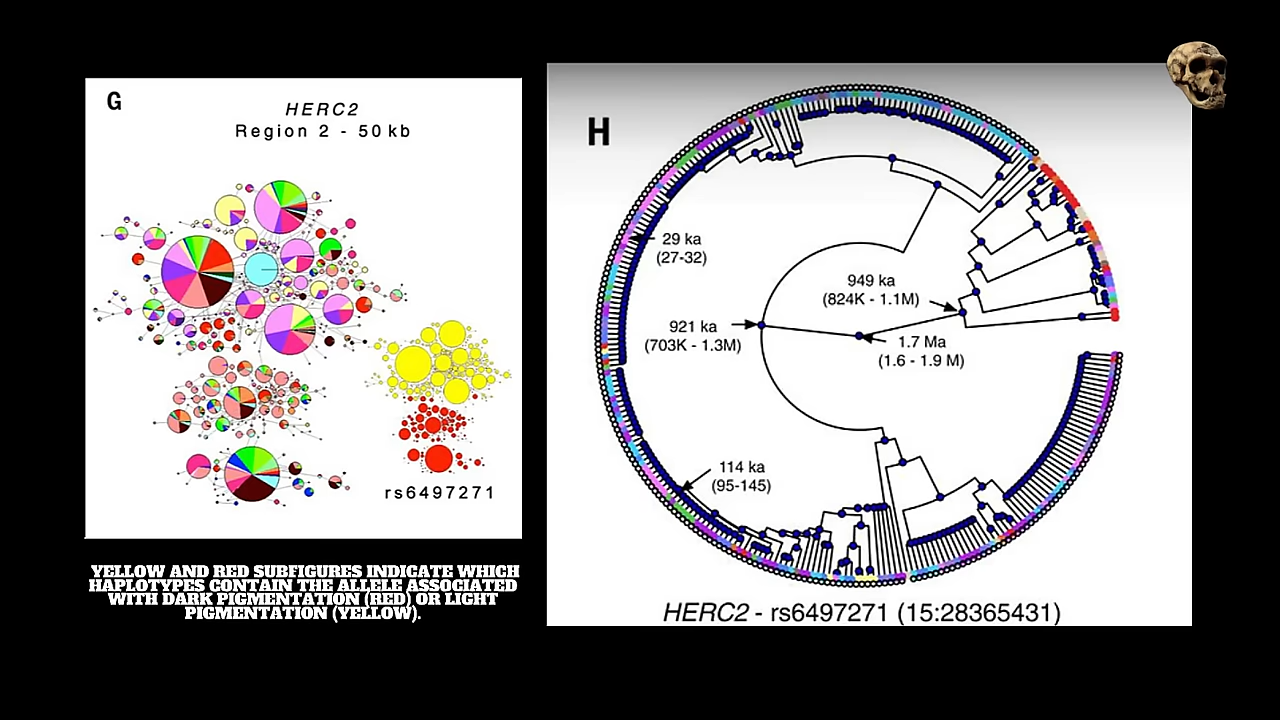 G
HERC2
Region 2 - 50 kb
rs6497271
YELLOW AND RED SUBFIGURES INDICATE WHICH
HAPLOTYPES CONTAIN THE ALLELE ASSOCIATED
WITH DARK PIGMENTATION (RED) OR LIGHT
PIGMENTATION (YELLOW).
H
29 ka
(27-32)
949 ka
(824K - 1.1M)
921 ka
(703K - 1.3M)
1.7 Ma
(1.6 - 1.9 M)
114 ka
(95-145)
HERC2 - rs6497271 (15:28365431)